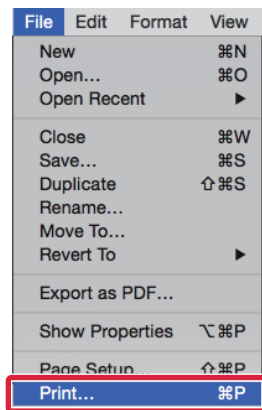 File Edit Format View
New ⌘N
Open... ⌘O
Open Recent ▶
Close ⌘W
Save... ⌘S
Duplicate ⇧⌘S
Rename...
Move To...
Revert To ▶
Export as PDF...
Show Properties ⌥⌘P
Page Setup... ⇧⌘P
Print... ⌘P